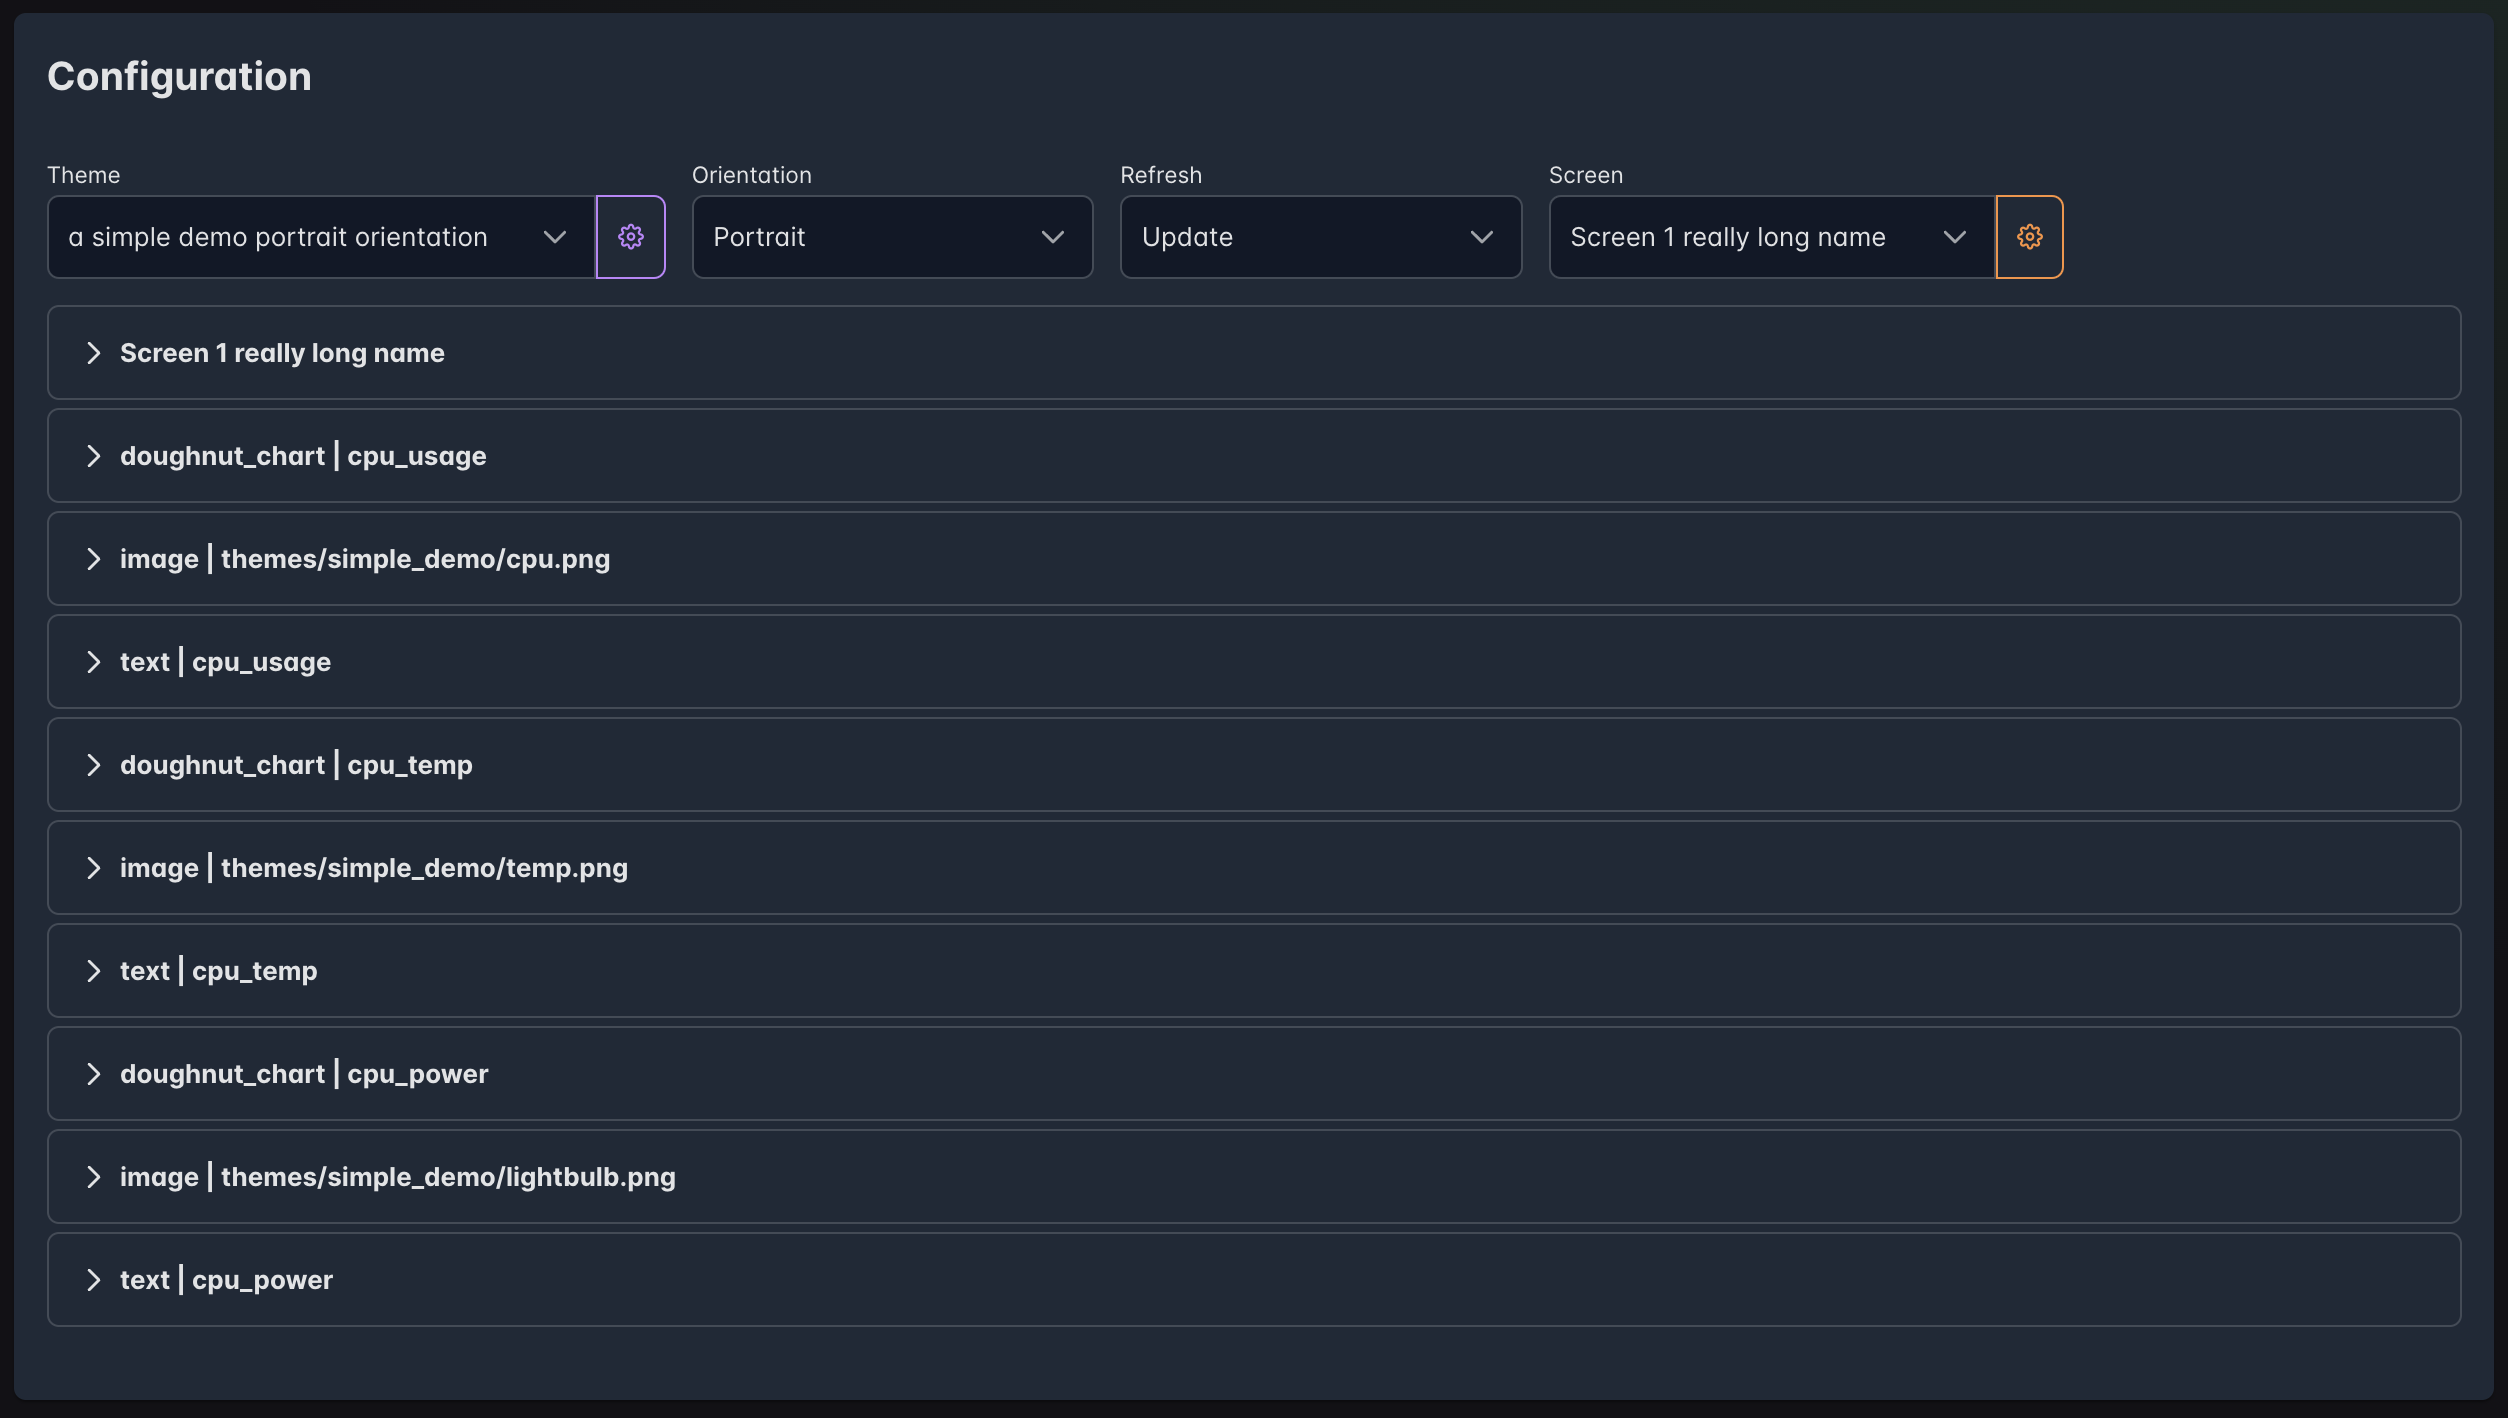 Configuration
Theme
Orientation
Refresh
Screen
a simple demo portrait orientation
Portrait
Update
Screen 1 really long name
Screen 1 really long name
doughnut_chart | cpu_usage
image | themes/simple_demo/cpu.png
text | cpu_usage
doughnut_chart | cpu_temp
image | themes/simple_demo/temp.png
text | cpu_temp
doughnut_chart | cpu_power
image | themes/simple_demo/lightbulb.png
text | cpu_power